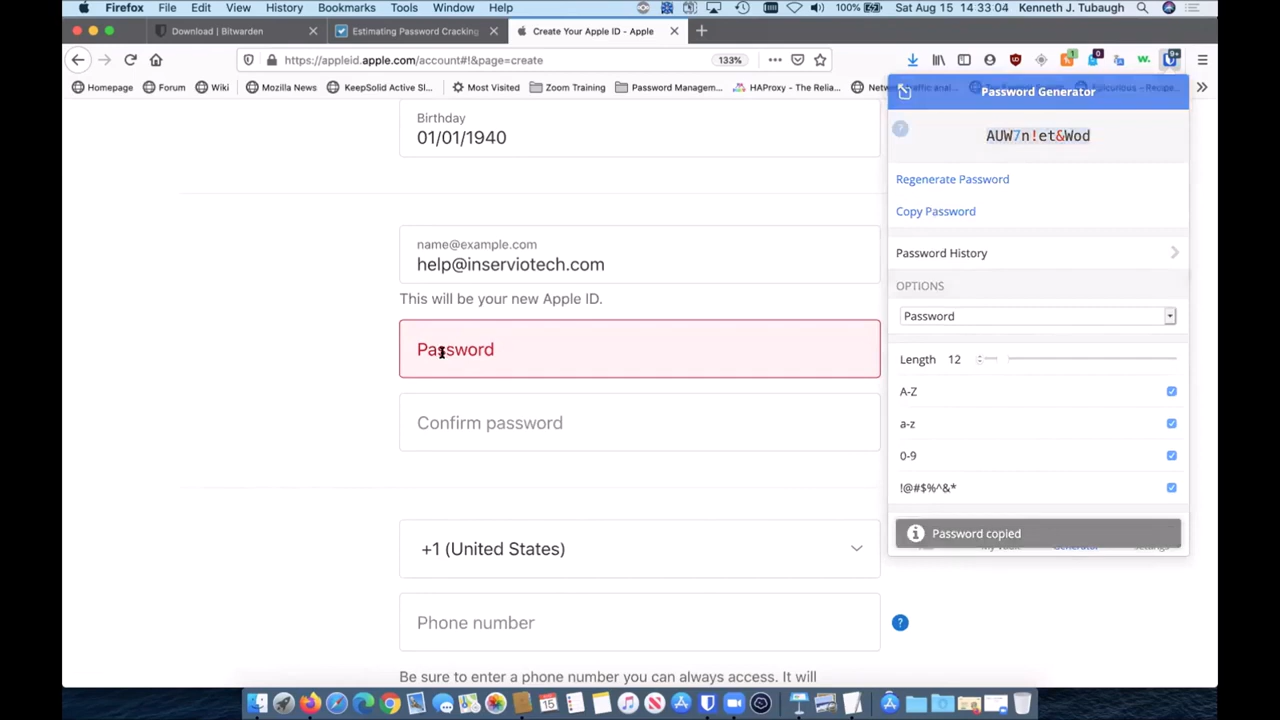 Firefox File Edit View History Bookmarks Tools Window Help 100% Sat Aug 15 14:33:04 Kenneth J. Tubaugh
Download | Bitwarden Estimating Password Cracking Create Your Apple ID - Apple
https://appleid.apple.com/account#!&page=create 133%
Homepage Forum Wiki Mozilla News KeepSolid Active Sl... Most Visited Zoom Training Password Managem... HAProxy - The Relia...
Password Generator
Birthday
01/01/1940
AUW7n!et&Wod
Regenerate Password
Copy Password
name@example.com
help@inserviotech.com
Password History
This will be your new Apple ID.
OPTIONS
Password
Password
Length 12
A-Z
a-z
Confirm password
0-9
!@#$%^&*
Password copied
+1 (United States)
Phone number
Be sure to enter a phone number you can always access. It will